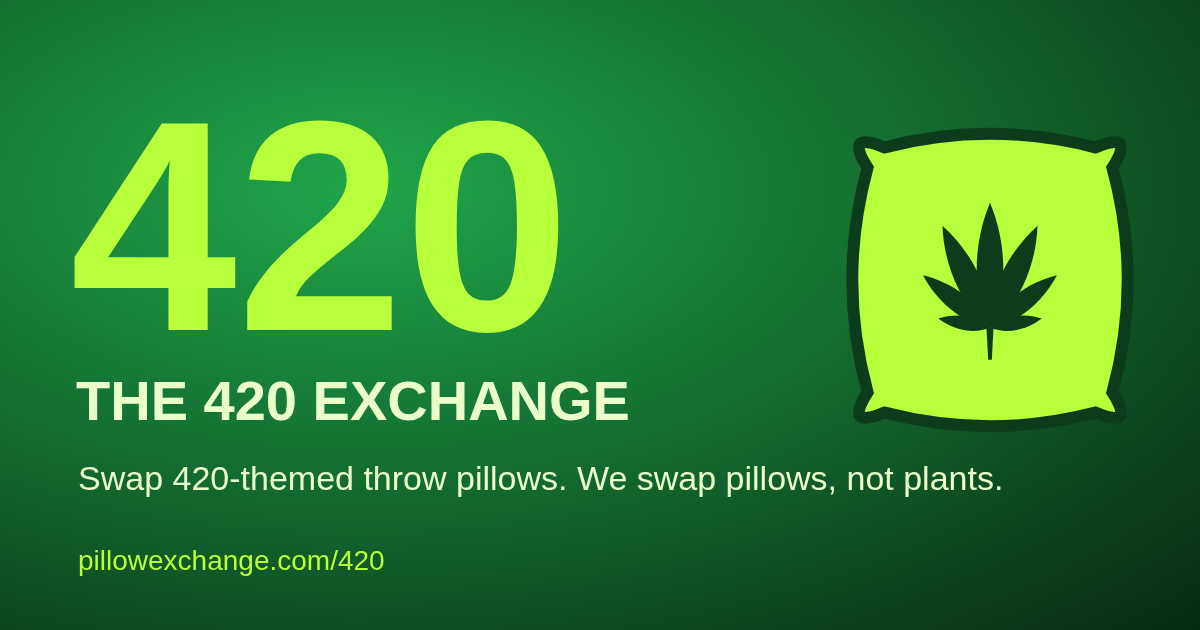 420
THE 420 EXCHANGE
Swap 420-themed throw pillows. We swap pillows, not plants.
pillowexchange.com/420